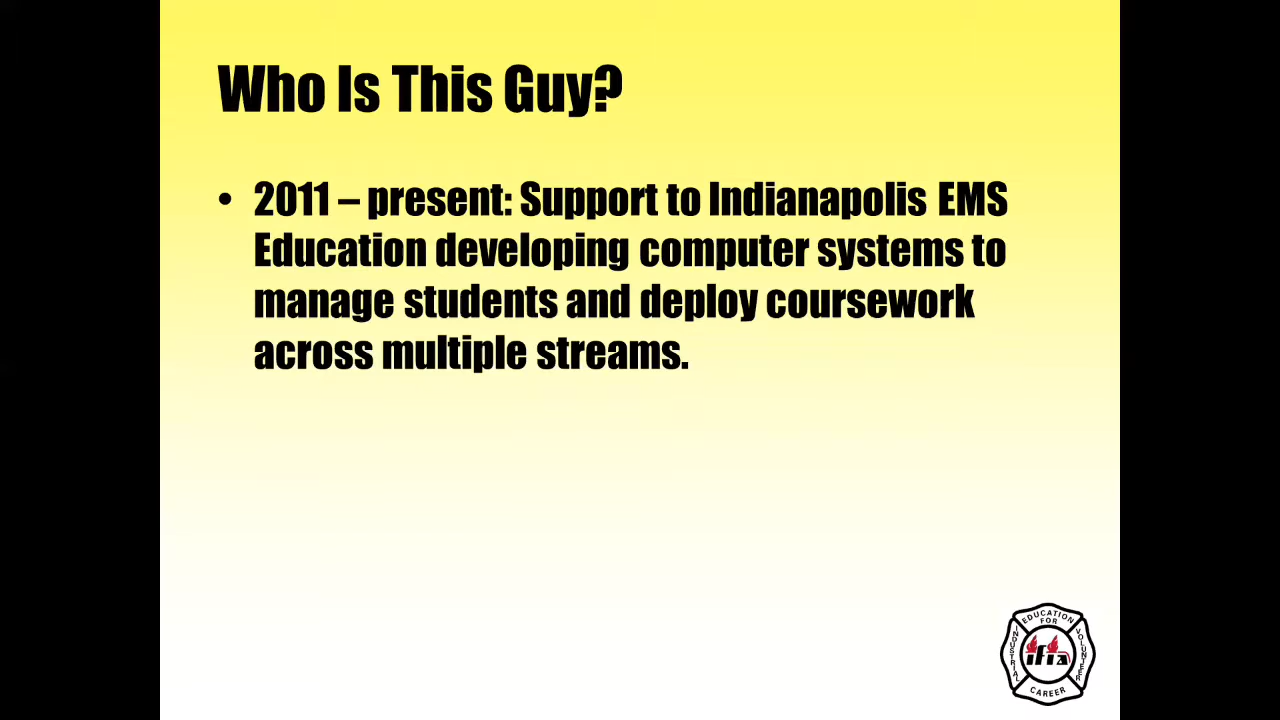 Who Is This Guy?
• 2011 – present: Support to Indianapolis EMS
Education developing computer systems to
manage students and deploy coursework
across multiple streams.
EDUCATION
FOR
INDUSTRIAL
VOLUNTEER
ifia
CAREER